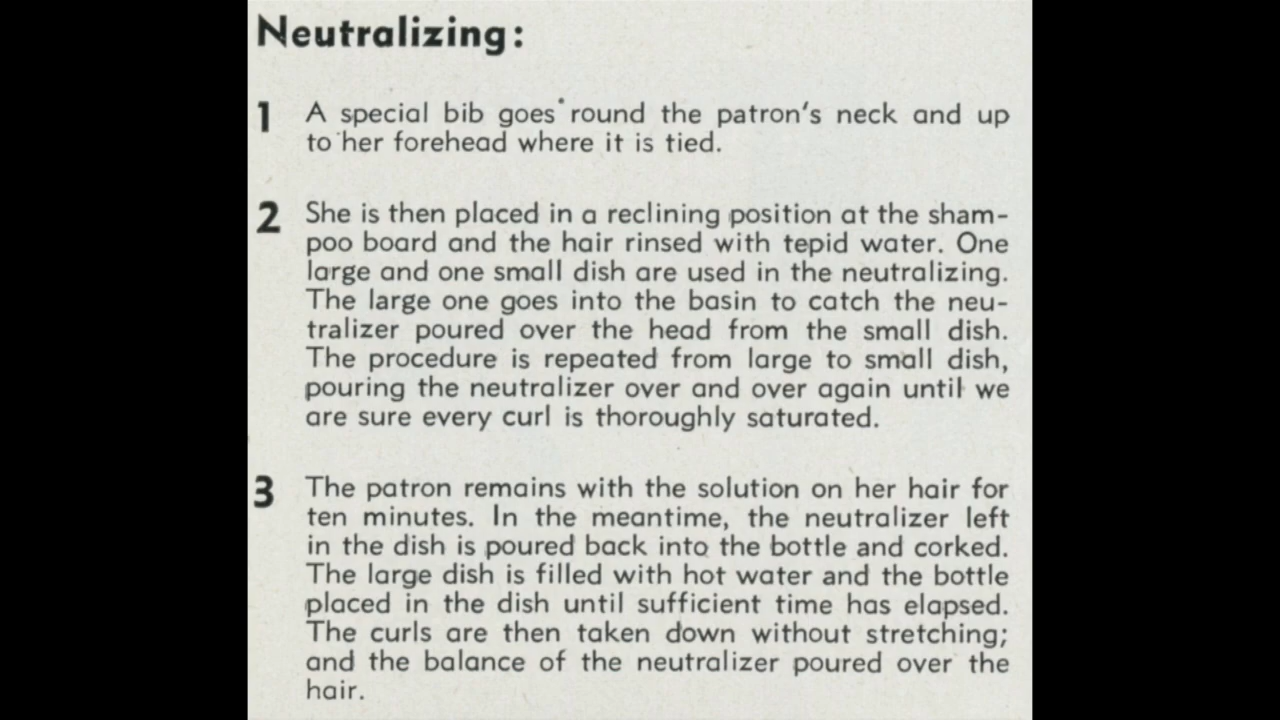 Neutralizing:
1 A special bib goes 'round the patron's neck and up
to her forehead where it is tied.
2 She is then placed in a reclining position at the sham-
poo board and the hair rinsed with tepid water. One
large and one small dish are used in the neutralizing.
The large one goes into the basin to catch the neu-
tralizer poured over the head from the small dish.
The procedure is repeated from large to small dish,
pouring the neutralizer over and over again until we
are sure every curl is thoroughly saturated.
3 The patron remains with the solution on her hair for
ten minutes. In the meantime, the neutralizer left
in the dish is poured back into the bottle and corked.
The large dish is filled with hot water and the bottle
placed in the dish until sufficient time has elapsed.
The curls are then taken down without stretching;
and the balance of the neutralizer poured over the
hair.